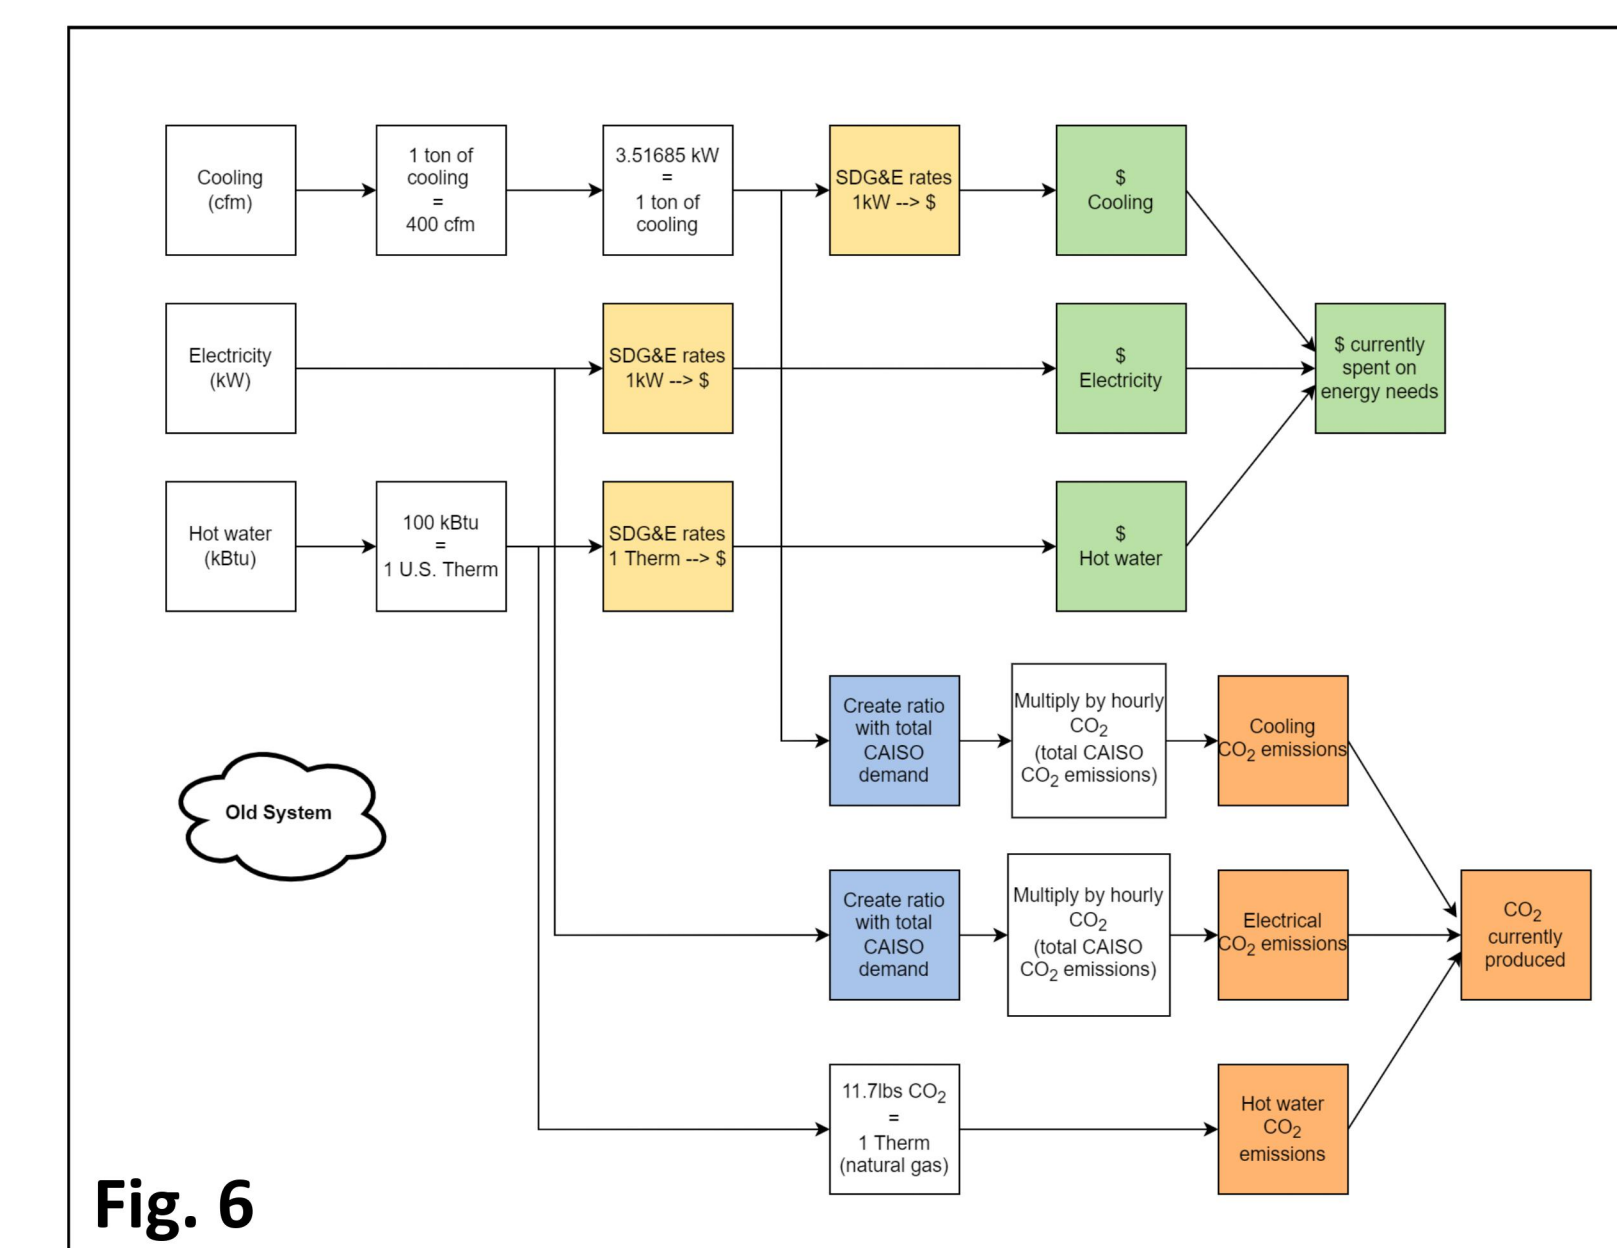 Cooling
(cfm)
1 ton of
cooling
=
400 cfm
3.51685 kW
=
1 ton of
cooling
SDG&E rates
1kW --> $
$
Cooling
Electricity
(kW)
SDG&E rates
1kW --> $
$
Electricity
$ currently
spent on
energy needs
Hot water
(kBtu)
100 kBtu
=
1 U.S. Therm
SDG&E rates
1 Therm --> $
$
Hot water
Create ratio
with total
CAISO
demand
Multiply by hourly
CO2
(total CAISO
CO2 emissions)
Cooling
CO2 emissions
Old System
Create ratio
with total
CAISO
demand
Multiply by hourly
CO2
(total CAISO
CO2 emissions)
Electrical
CO2 emissions
CO2
currently
produced
11.7lbs CO2
=
1 Therm
(natural gas)
Hot water
CO2
emissions
Fig. 6